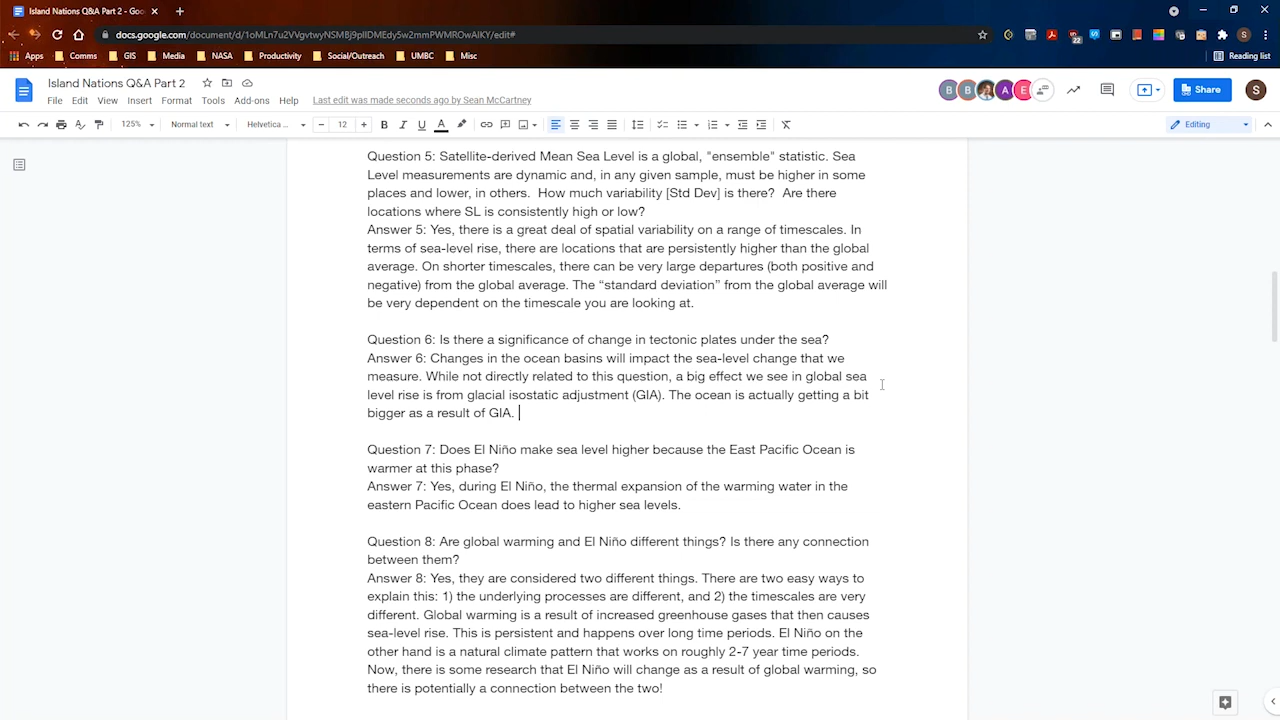 Island Nations Q&A Part 2 - Goo
docs.google.com/document/d/1oMLn7u2VVgvtwyNSMBj9pIIDMEdy5w2mmPWMROwAIKY/edit#
Apps Comms GIS Media NASA Productivity Social/Outreach UMBC Misc Reading list
Island Nations Q&A Part 2
File Edit View Insert Format Tools Add-ons Help Last edit was made seconds ago by Sean McCartney
B B A E Share S
125% Normal text Helvetica ... 12 B I U A Editing
Question 5: Satellite-derived Mean Sea Level is a global, "ensemble" statistic. Sea
Level measurements are dynamic and, in any given sample, must be higher in some
places and lower, in others. How much variability [Std Dev] is there? Are there
locations where SL is consistently high or low?
Answer 5: Yes, there is a great deal of spatial variability on a range of timescales. In
terms of sea-level rise, there are locations that are persistently higher than the global
average. On shorter timescales, there can be very large departures (both positive and
negative) from the global average. The “standard deviation” from the global average will
be very dependent on the timescale you are looking at.
Question 6: Is there a significance of change in tectonic plates under the sea?
Answer 6: Changes in the ocean basins will impact the sea-level change that we
measure. While not directly related to this question, a big effect we see in global sea
level rise is from glacial isostatic adjustment (GIA). The ocean is actually getting a bit
bigger as a result of GIA.
Question 7: Does El Niño make sea level higher because the East Pacific Ocean is
warmer at this phase?
Answer 7: Yes, during El Niño, the thermal expansion of the warming water in the
eastern Pacific Ocean does lead to higher sea levels.
Question 8: Are global warming and El Niño different things? Is there any connection
between them?
Answer 8: Yes, they are considered two different things. There are two easy ways to
explain this: 1) the underlying processes are different, and 2) the timescales are very
different. Global warming is a result of increased greenhouse gases that then causes
sea-level rise. This is persistent and happens over long time periods. El Niño on the
other hand is a natural climate pattern that works on roughly 2-7 year time periods.
Now, there is some research that El Niño will change as a result of global warming, so
there is potentially a connection between the two!